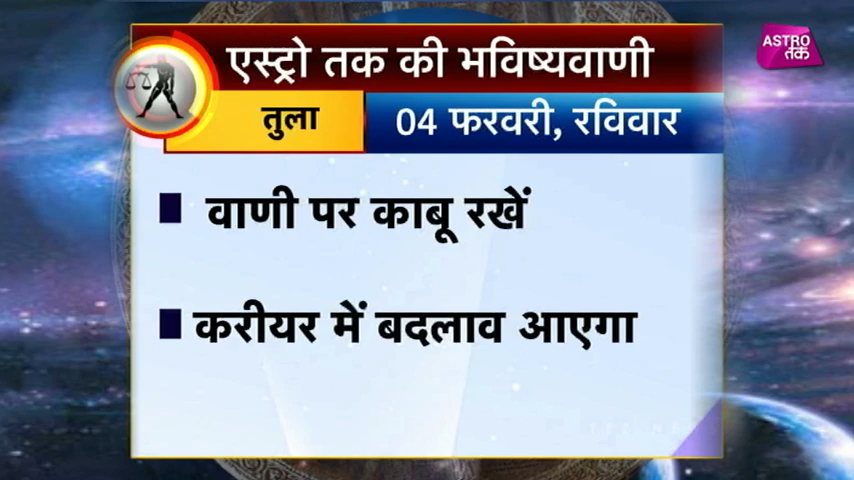 ASTRO
तक
एस्ट्रो तक की भविष्यवाणी
तुला
04 फरवरी, रविवार
वाणी पर काबू रखें
करीयर में बदलाव आएगा